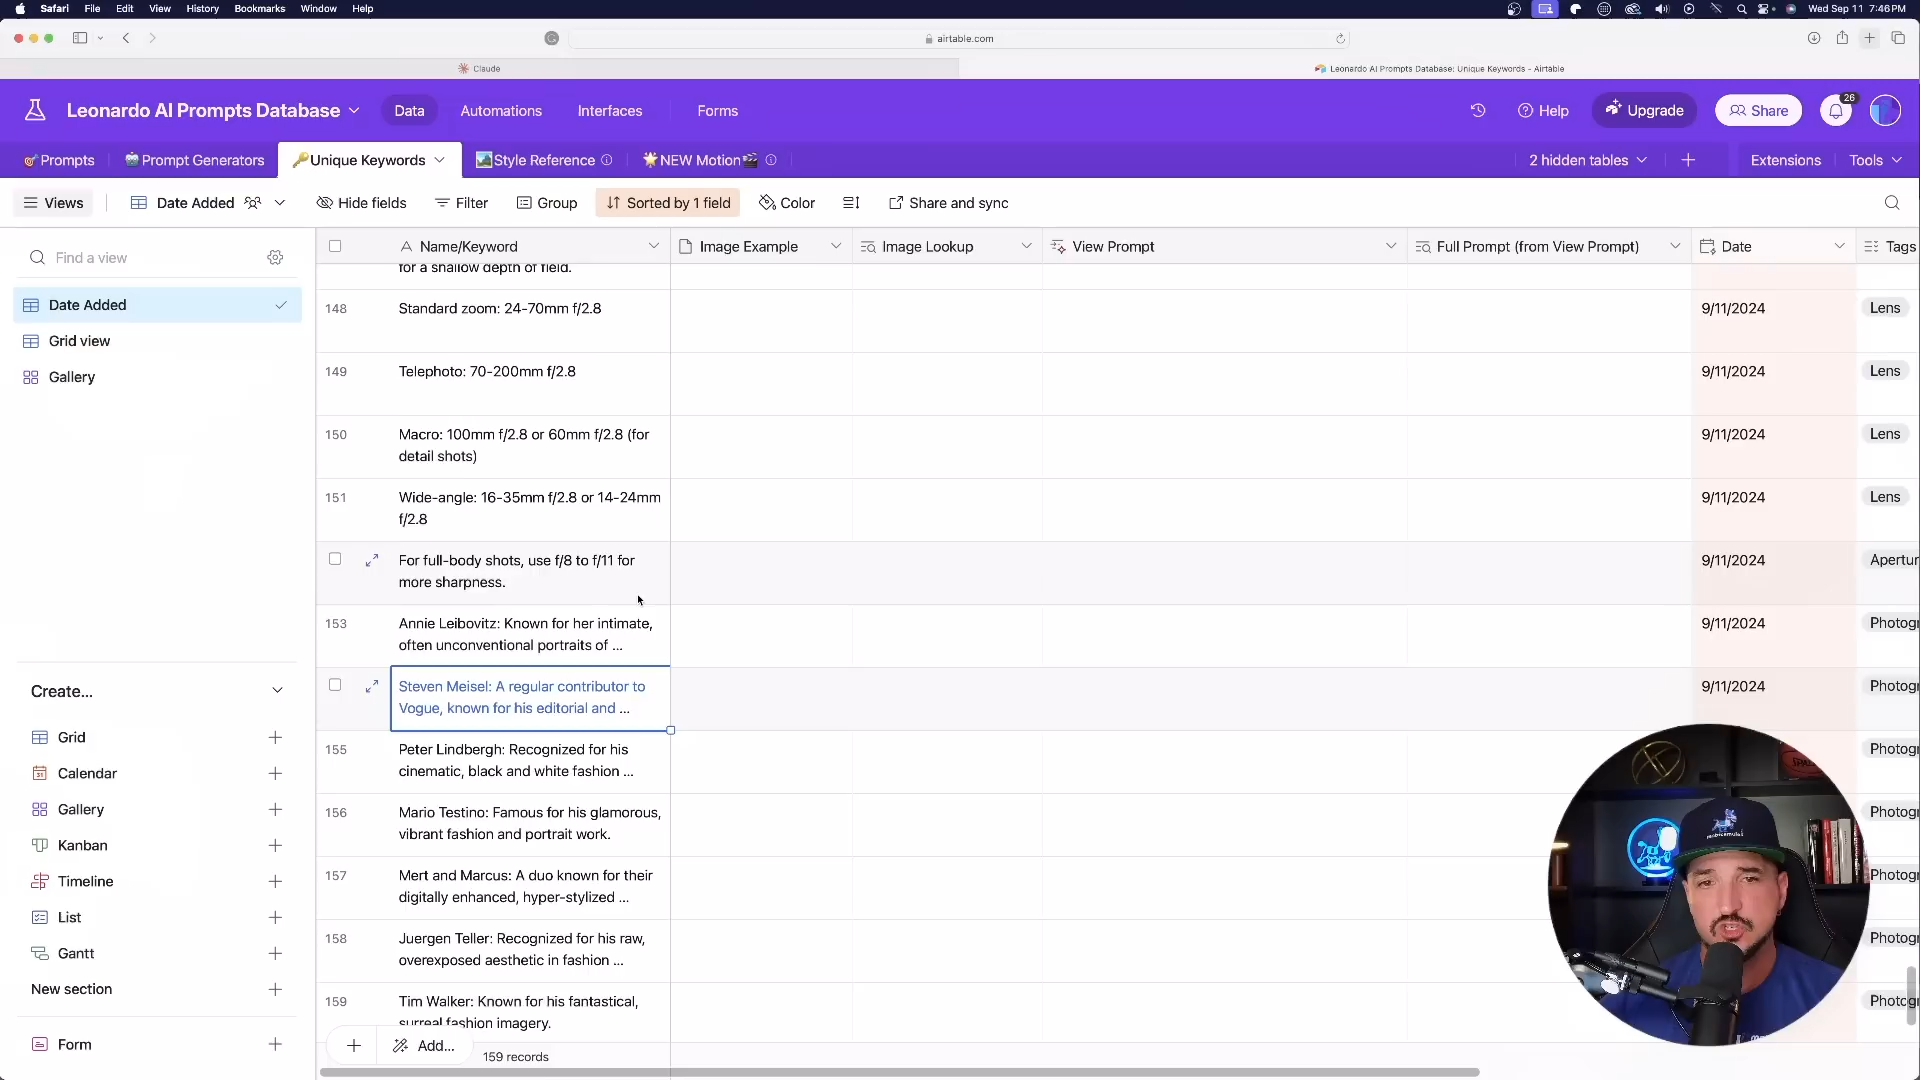 Safari File Edit View History Bookmarks Window Help
Wed Sep 11 7:46 PM
airtable.com
Claude
Leonardo AI Prompts Database: Unique Keywords - Airtable
Leonardo AI Prompts Database
Data
Automations
Interfaces
Forms
Help
Upgrade
Share
26
Prompts
Prompt Generators
Unique Keywords
Style Reference
NEW Motion
2 hidden tables
Extensions
Tools
Views
Date Added
Hide fields
Filter
Group
Sorted by 1 field
Color
Share and sync
Find a view
Date Added
Grid view
Gallery
Create...
Grid
Calendar
Gallery
Kanban
Timeline
List
Gantt
New section
Form
Name/Keyword
Image Example
Image Lookup
View Prompt
Full Prompt (from View Prompt)
Date
Tags
for a shallow depth of field.
148 Standard zoom: 24-70mm f/2.8 9/11/2024 Lens
149 Telephoto: 70-200mm f/2.8 9/11/2024 Lens
150 Macro: 100mm f/2.8 or 60mm f/2.8 (for 9/11/2024 Lens
detail shots)
151 Wide-angle: 16-35mm f/2.8 or 14-24mm 9/11/2024 Lens
f/2.8
For full-body shots, use f/8 to f/11 for 9/11/2024 Apertur
more sharpness.
153 Annie Leibovitz: Known for her intimate, 9/11/2024 Photogr
often unconventional portraits of ...
Steven Meisel: A regular contributor to 9/11/2024 Photogr
Vogue, known for his editorial and ...
155 Peter Lindbergh: Recognized for his Photogr
cinematic, black and white fashion ...
156 Mario Testino: Famous for his glamorous, Photogr
vibrant fashion and portrait work.
157 Mert and Marcus: A duo known for their Photogr
digitally enhanced, hyper-stylized ...
158 Juergen Teller: Recognized for his raw, Photogr
overexposed aesthetic in fashion ...
159 Tim Walker: Known for his fantastical, Photogr
surreal fashion imagery.
Add...
159 records